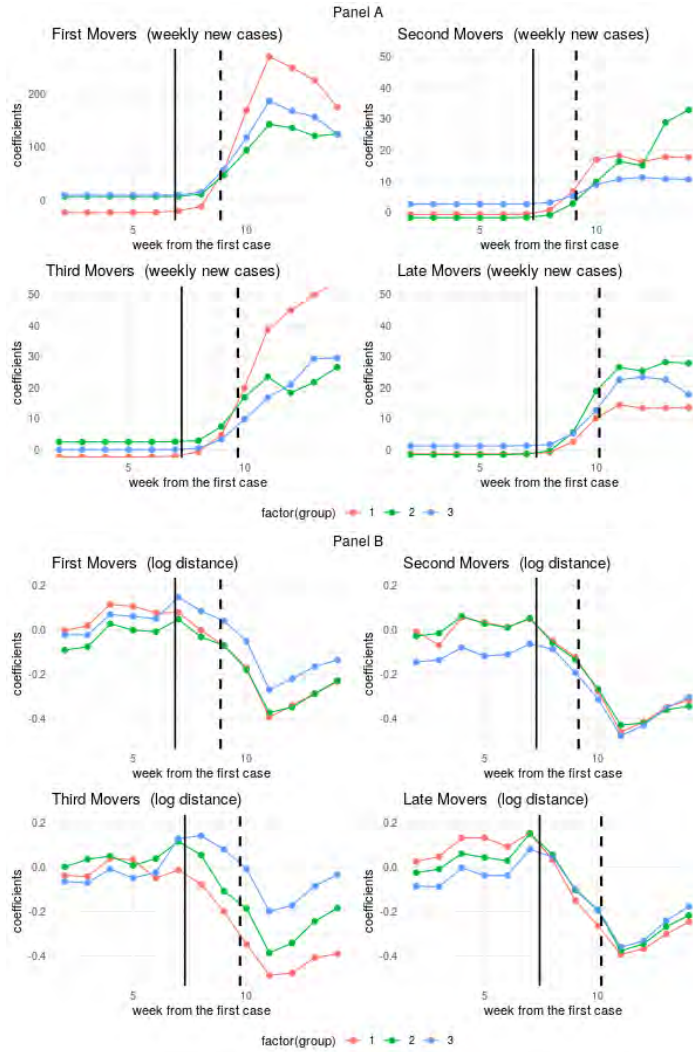 Panel A
First Movers (weekly new cases)
Second Movers (weekly new cases)
coefficients
200
100
0
5
10
week from the first case
coefficients
50
40
30
20
10
0
5
10
week from the first case
Third Movers (weekly new cases)
Late Movers (weekly new cases)
coefficients
50
40
30
20
10
0
5
10
week from the first case
coefficients
50
40
30
20
10
0
5
10
week from the first case
factor(group) 1 2 3
Panel B
First Movers (log distance)
Second Movers (log distance)
coefficients
0.2
0.0
-0.2
-0.4
5
10
week from the first case
coefficients
0.2
0.0
-0.2
-0.4
5
10
week from the first case
Third Movers (log distance)
Late Movers (log distance)
coefficients
0.2
0.0
-0.2
-0.4
5
10
week from the first case
coefficients
0.2
0.0
-0.2
-0.4
5
10
week from the first case
factor(group) 1 2 3